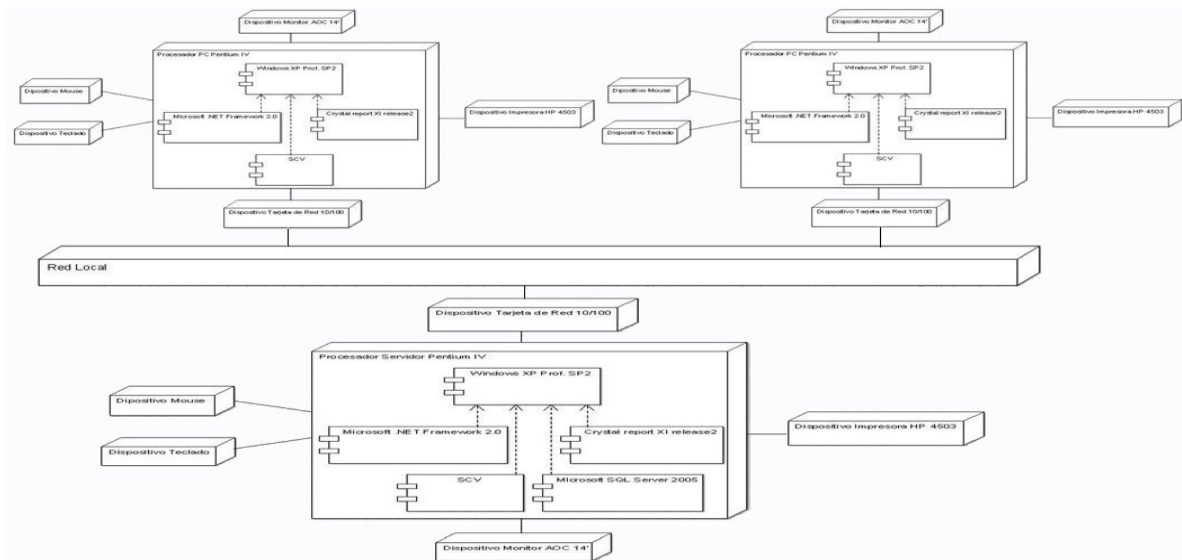 Dispositivo Monitor AOC 14'
Procesador PC Pentium IV
Windows XP Prof. SP2
Dipositivo Mouse
Dispositivo Teclado
Microsoft .NET Framework 2.0
Crystal report XI release2
Dispositivo Impresora HP 4503
SCV
Dispositivo Tarjeta de Red 10/100
Dispositivo Monitor AOC 14'
Procesador PC Pentium IV
Windows XP Prof. SP2
Dipositivo Mouse
Dispositivo Teclado
Microsoft .NET Framework 2.0
Crystal report XI release2
Dispositivo Impresora HP 4503
SCV
Dispositivo Tarjeta de Red 10/100
Red Local
Dispositivo Tarjeta de Red 10/100
Procesador Servidor Pentium IV
Windows XP Prof. SP2
Dipositivo Mouse
Dispositivo Teclado
Microsoft .NET Framework 2.0
Crystal report XI release2
Dispositivo Impresora HP 4503
SCV
Microsoft SQL Server 2005
Dispositivo Monitor AOC 14'